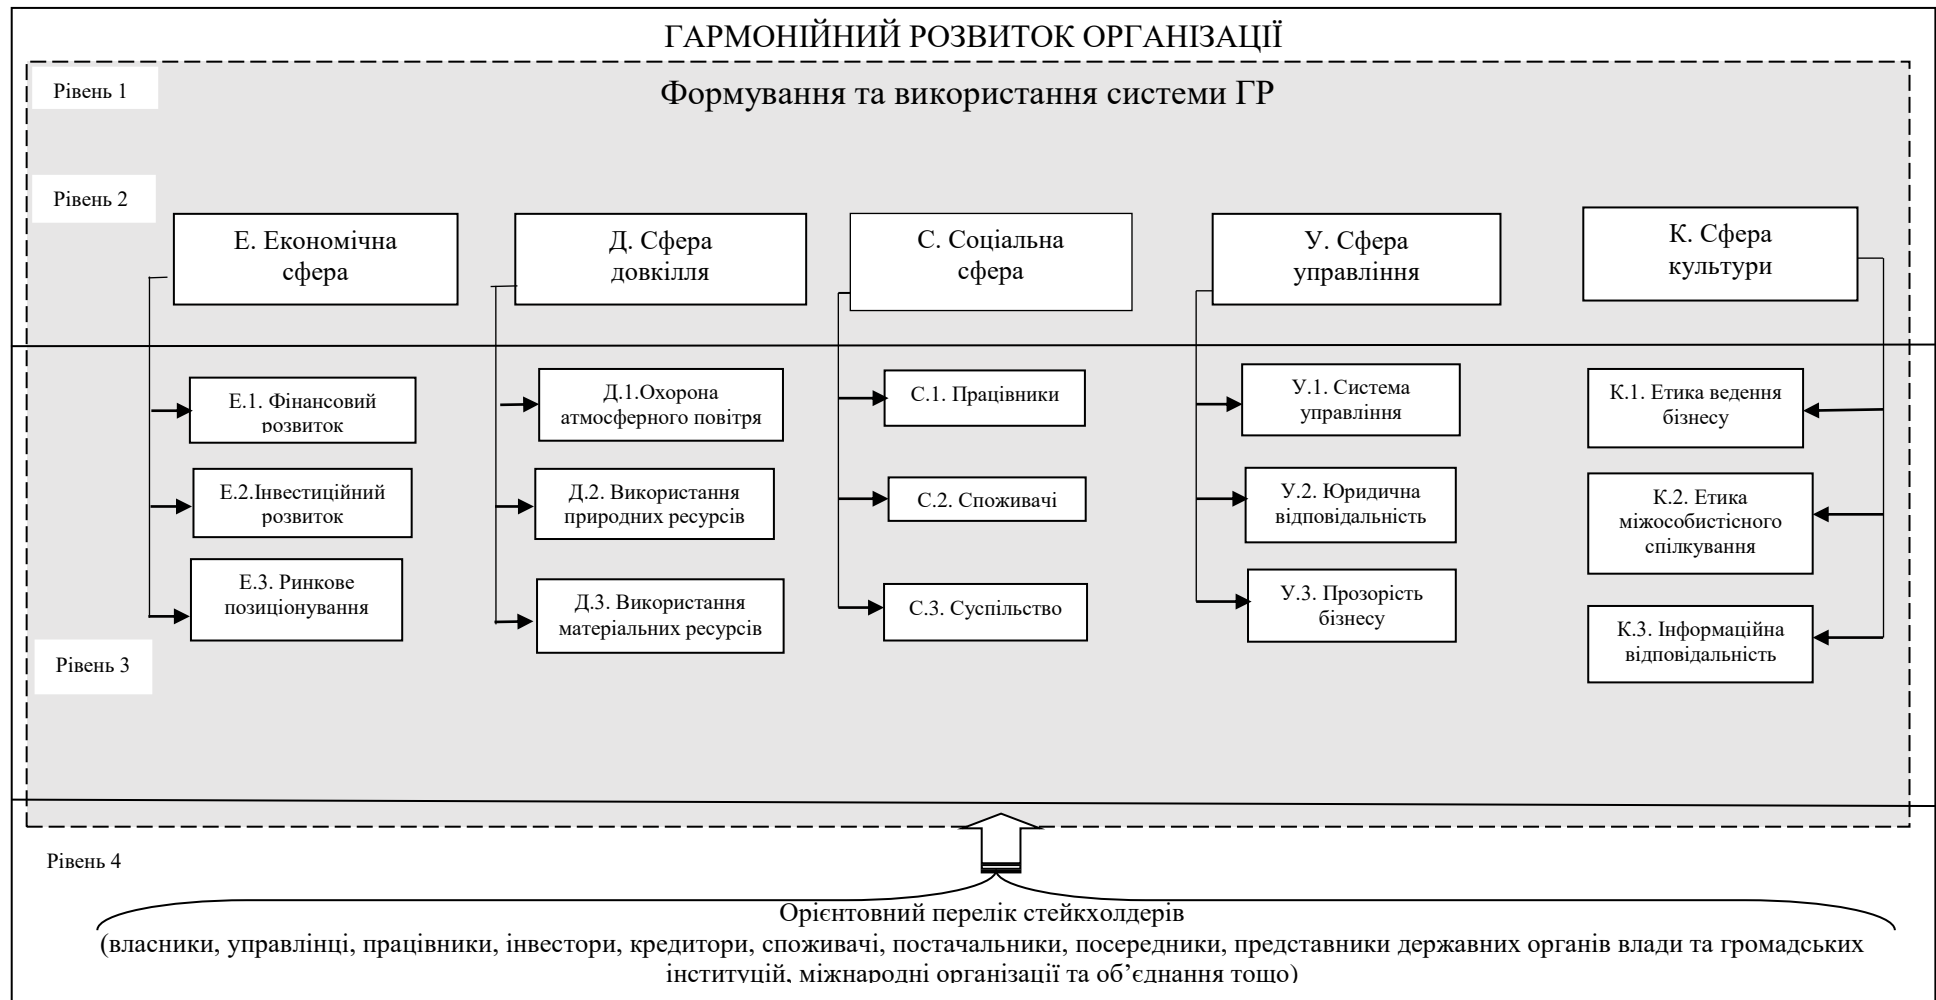 ГАРМОНІЙНИЙ РОЗВИТОК ОРГАНІЗАЦІЇ
Рівень 1
Формування та використання системи ГР
Рівень 2
Е. Економічна
сфера
Д. Сфера
довкілля
С. Соціальна
сфера
У. Сфера
управління
К. Сфера
культури
Е.1. Фінансовий
розвиток
Д.1.Охорона
атмосферного повітря
С.1. Працівники
У.1. Система
управління
К.1. Етика ведення
бізнесу
Е.2.Інвестиційний
розвиток
Д.2. Використання
природних ресурсів
С.2. Споживачі
У.2. Юридична
відповідальність
К.2. Етика
міжособистісного
спілкування
Е.3. Ринкове
позиціонування
Д.3. Використання
матеріальних ресурсів
С.3. Суспільство
У.3. Прозорість
бізнесу
К.3. Інформаційна
відповідальність
Рівень 3
Рівень 4
Орієнтовний перелік стейкхолдерів
(власники, управлінці, працівники, інвестори, кредитори, споживачі, постачальники, посередники, представники державних органів влади та громадських
інституцій, міжнародні організації та об’єднання тощо)